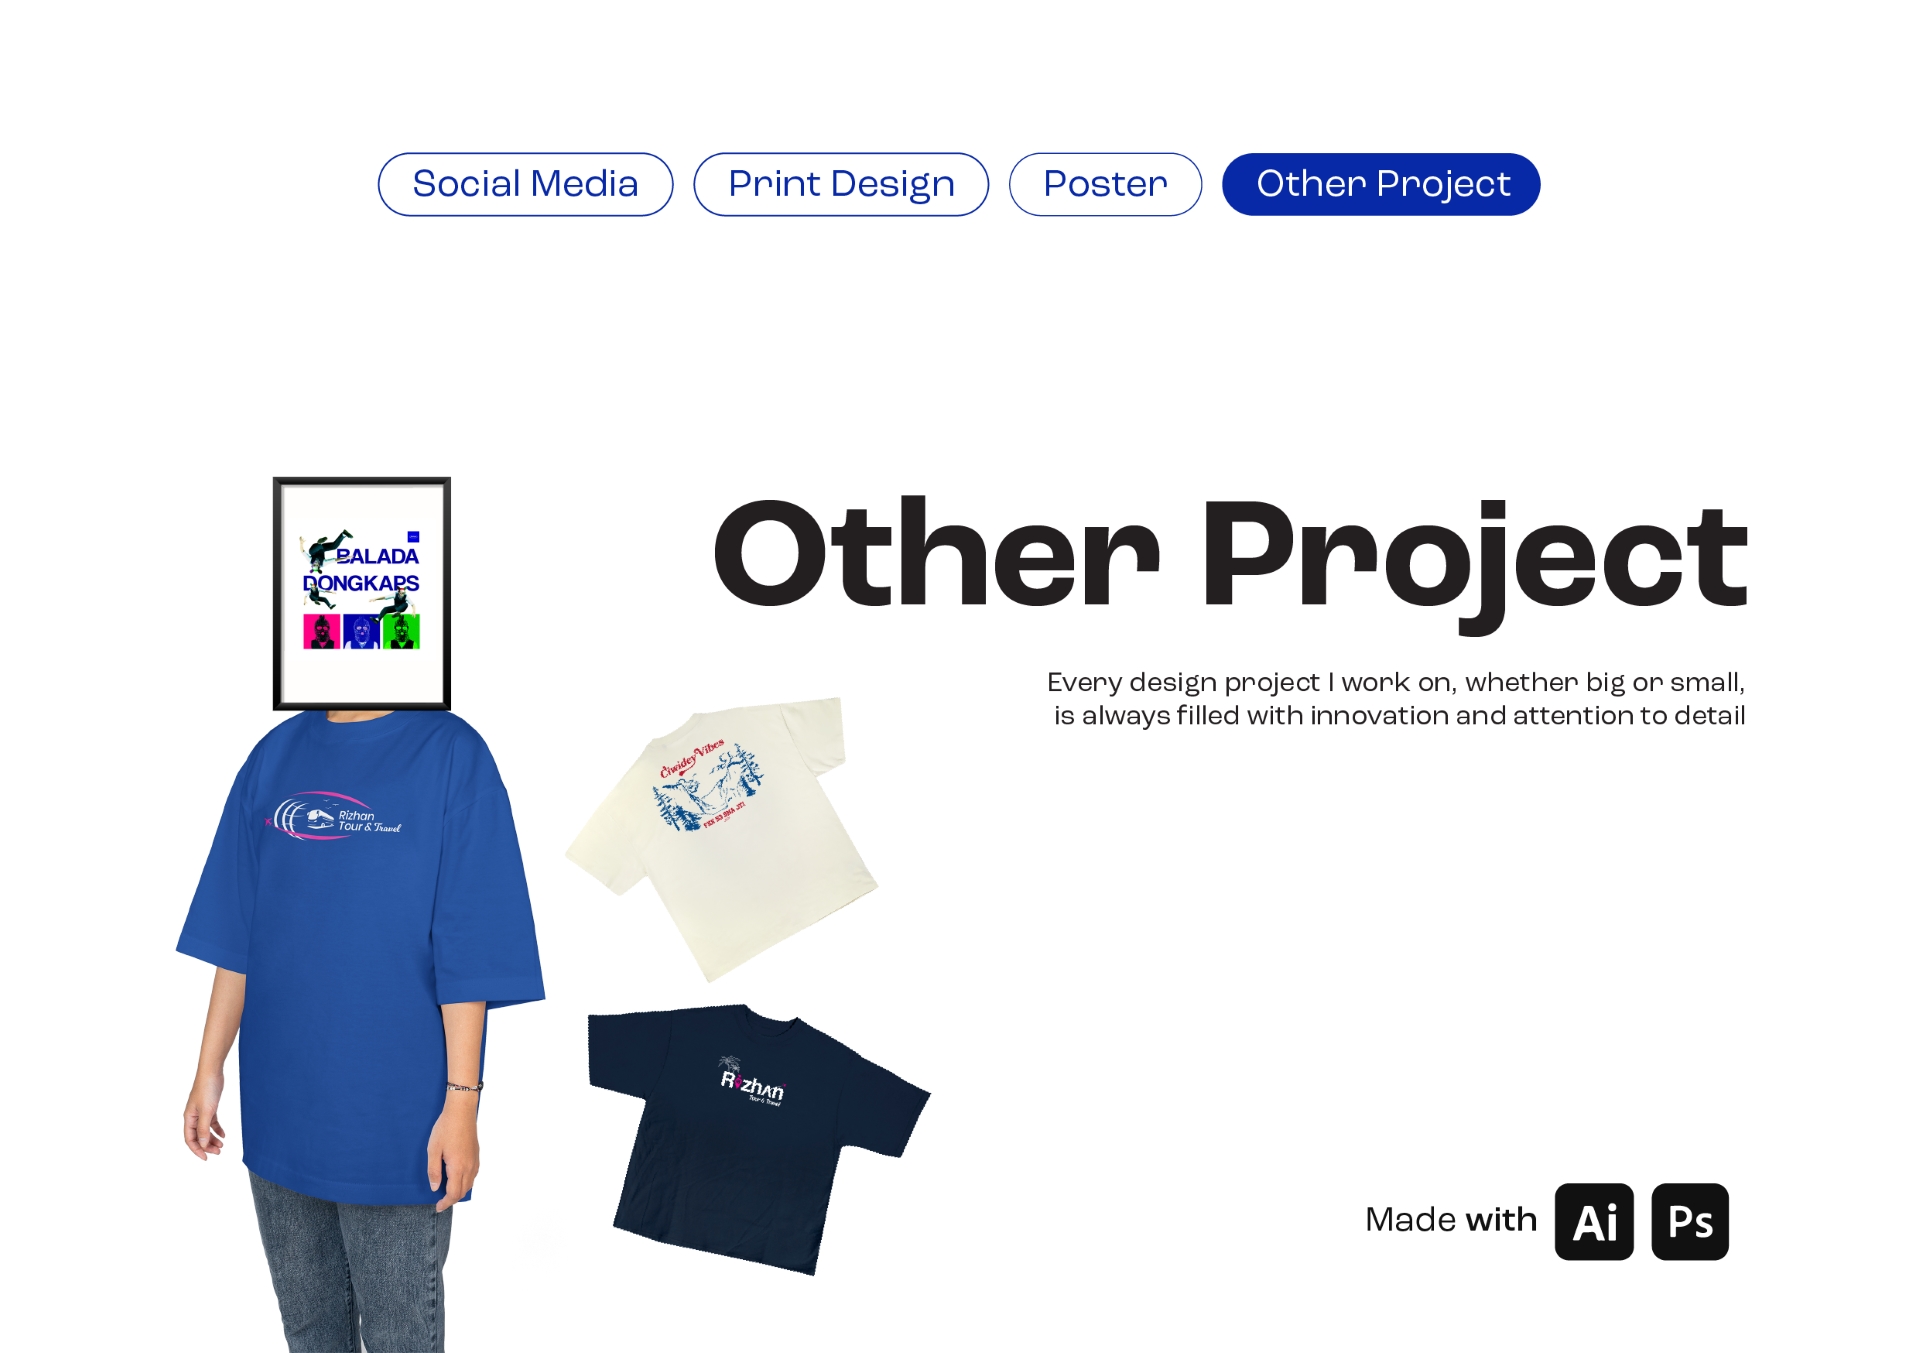 Social Media
Print Design
Poster
Other Project
Other Project
Every design project I work on, whether big or small,
is always filled with innovation and attention to detail
BALADA
DONGKAPS
Rizhan
Tour & Travel
Ciwidey Vibes
Rizhan
Tour & Travel
Made with
Ai
Ps